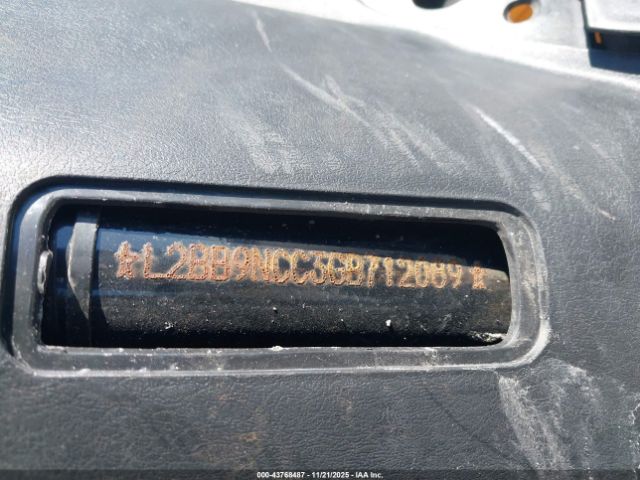 ★L2BB9NCC3GB712089★
000-43768487 - 11/21/2025 - IAA Inc.